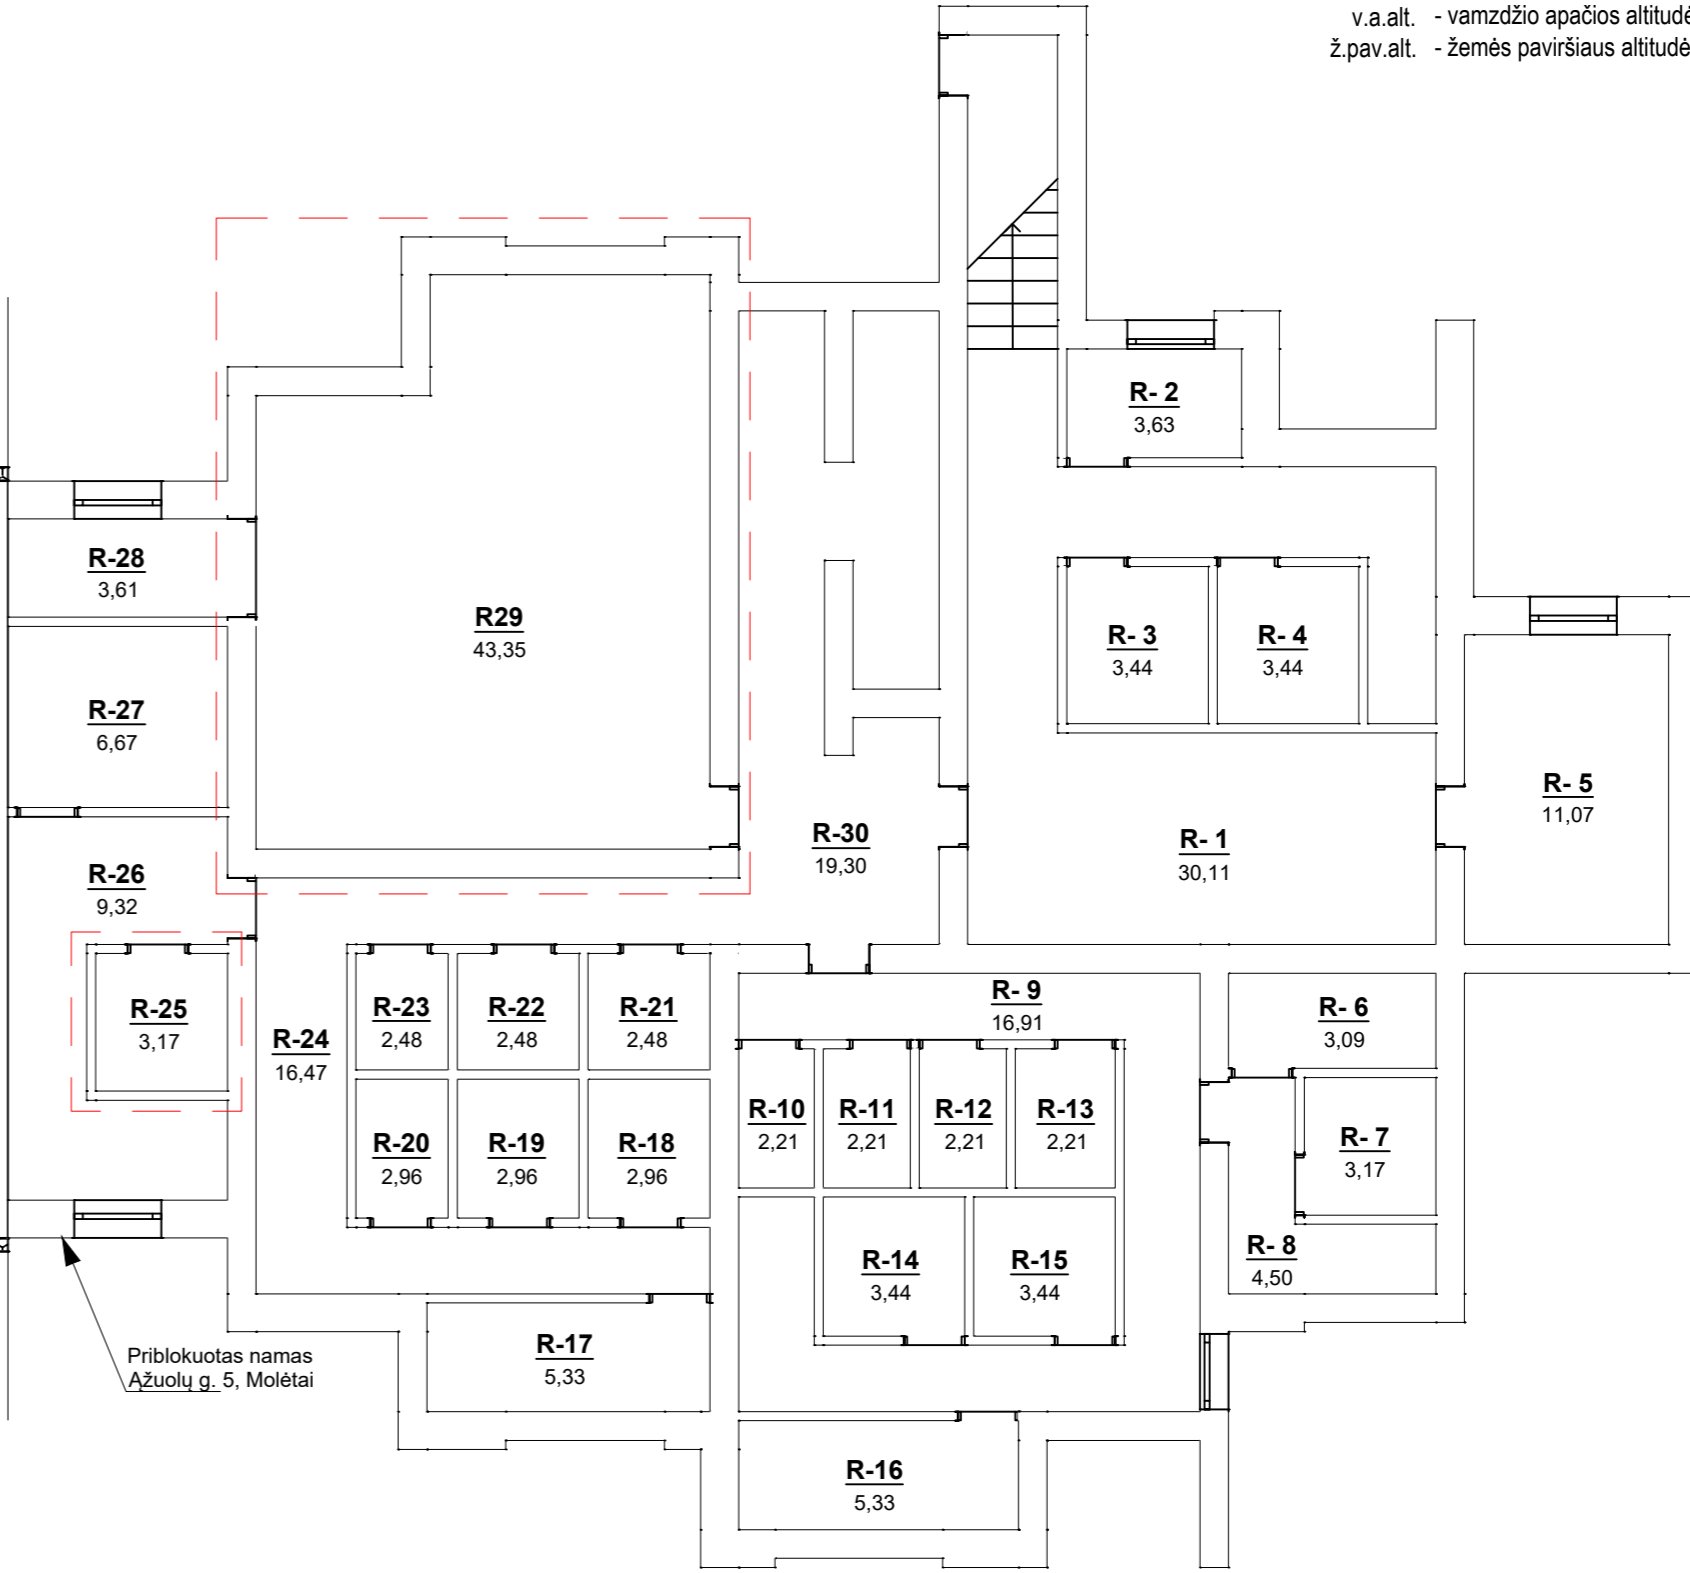 v.a.alt. - vamzdžio apačios altitudė
ž.pav.alt. - žemės paviršiaus altitudė
R- 2
3,63
R-28
3,61
R29
43,35
R- 3
3,44
R- 4
3,44
R-27
6,67
R- 5
11,07
R-30
19,30
R- 1
30,11
R-26
9,32
R-25
3,17
R-24
16,47
R-23
2,48
R-22
2,48
R-21
2,48
R- 9
16,91
R- 6
3,09
R-20
2,96
R-19
2,96
R-18
2,96
R-10
2,21
R-11
2,21
R-12
2,21
R-13
2,21
R- 7
3,17
R-14
3,44
R-15
3,44
R- 8
4,50
R-17
5,33
Priblokuotas namas
Ąžuolų g. 5, Molėtai
R-16
5,33